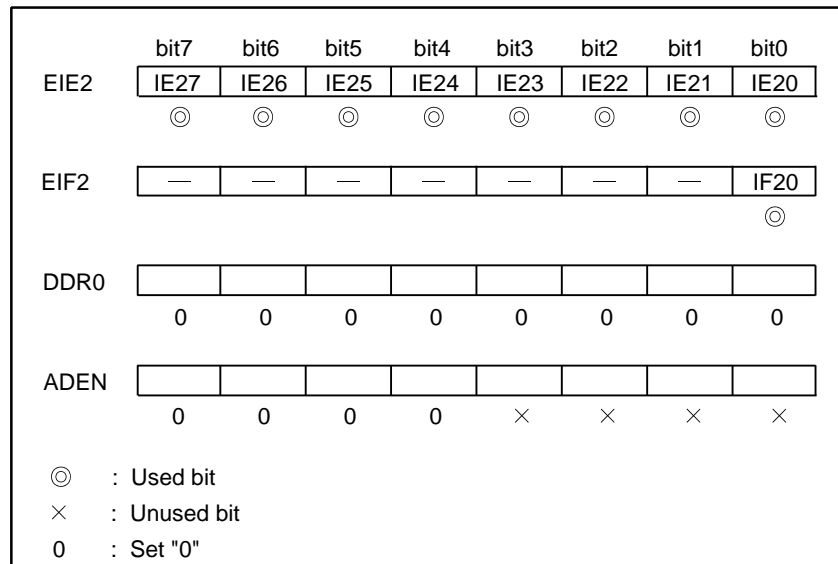 bit7 bit6 bit5 bit4 bit3 bit2 bit1 bit0
EIE2 IE27 IE26 IE25 IE24 IE23 IE22 IE21 IE20
◎ ◎ ◎ ◎ ◎ ◎ ◎ ◎
EIF2 — — — — — — — IF20
◎
DDR0
0 0 0 0 0 0 0 0
ADEN
0 0 0 0 × × × ×
◎ : Used bit
× : Unused bit
0 : Set "0"